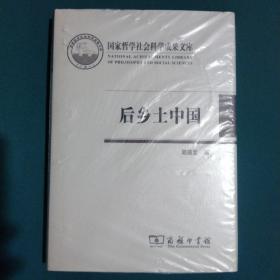 国家哲学社会科学成果文库
NATIONAL ACHIEVEMENTS LIBRARY
OF PHILOSOPHY AND SOCIAL SCIENCES
后乡土中国
商务印书馆
The Commercial Press